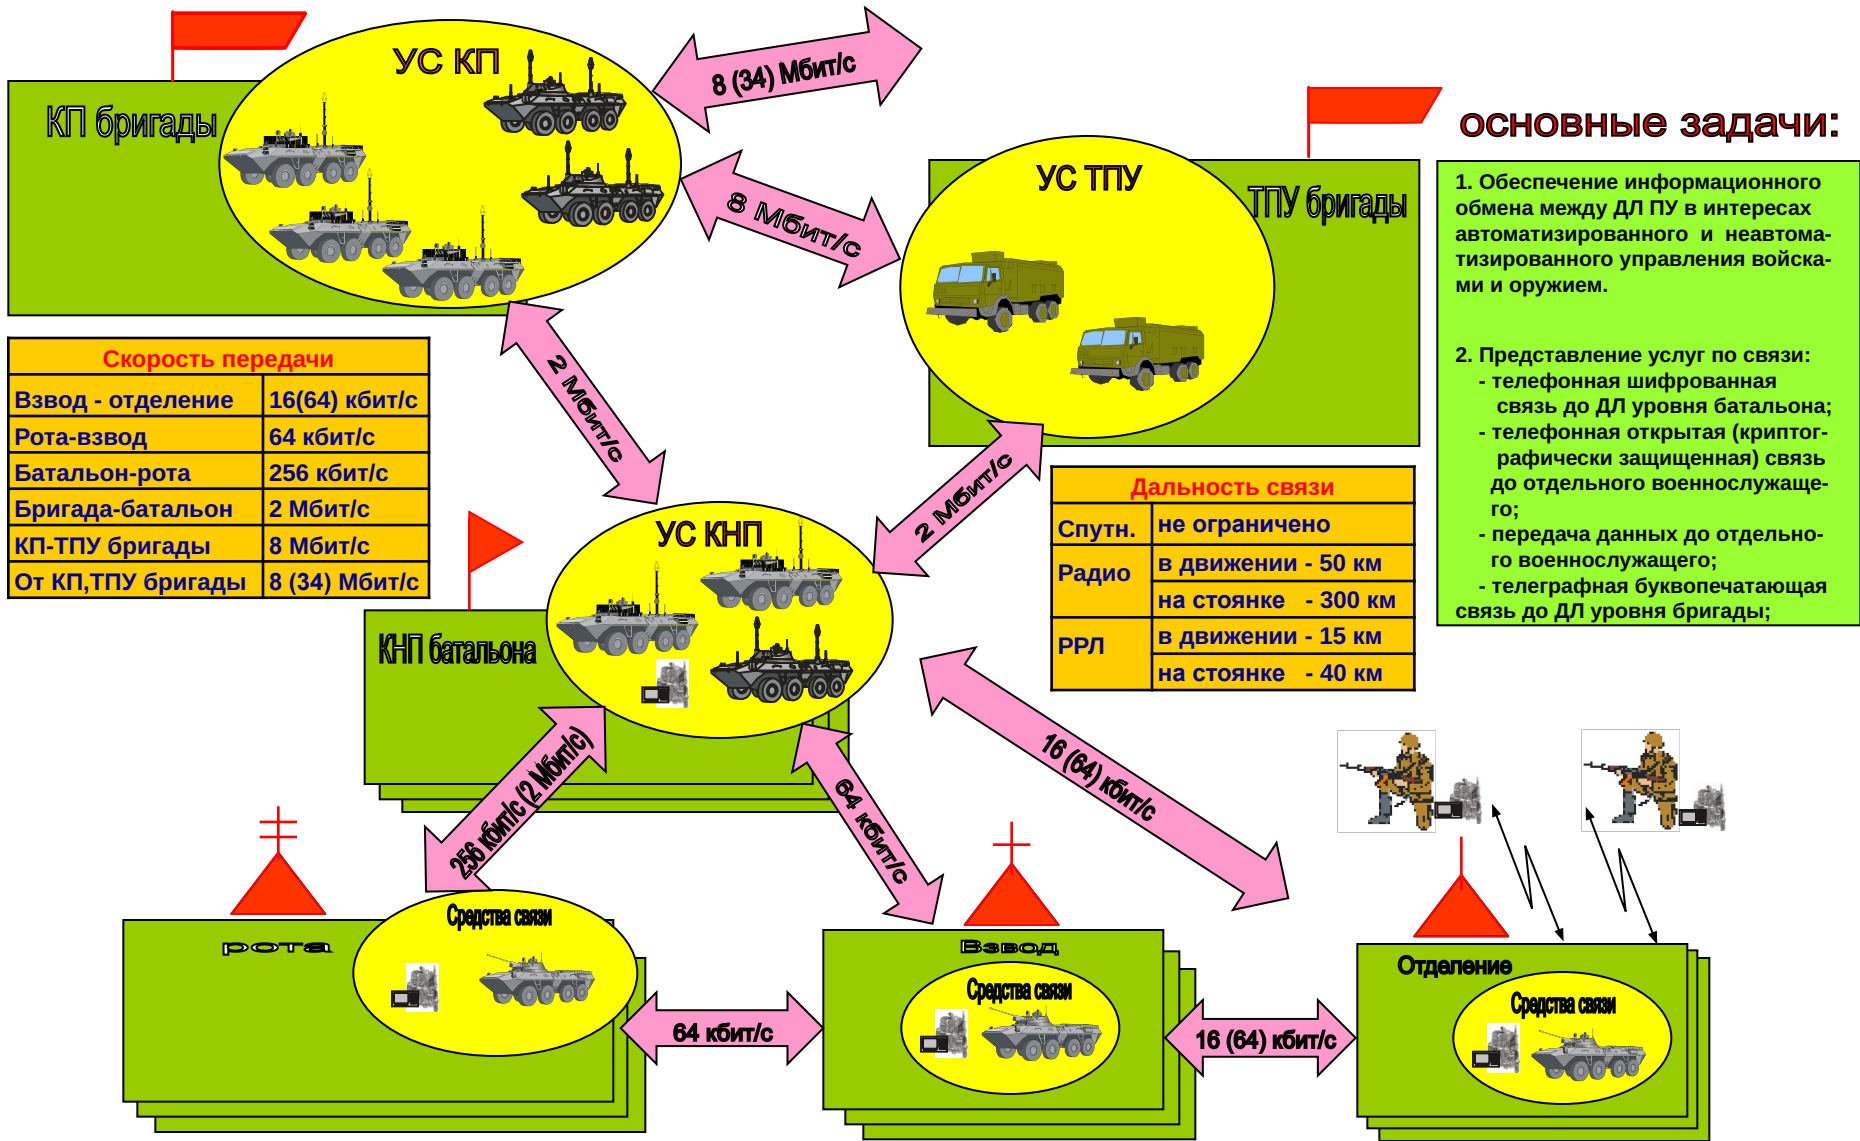 УС КП
8 (34) Мбит/с
КП бригады
основные задачи:
УС ТПУ
8 Мбит/с
ТПУ бригады
1. Обеспечение информационного
обмена между ДЛ ПУ в интересах
автоматизированного и неавтома-
тизированного управления войска-
ми и оружием.
2. Представление услуг по связи:
- телефонная шифрованная
связь до ДЛ уровня батальона;
- телефонная открытая (криптог-
рафически защищенная) связь
до отдельного военнослужаще-
го;
- передача данных до отдельно-
го военнослужащего;
- телеграфная буквопечатающая
связь до ДЛ уровня бригады;
Скорость передачи
Взвод - отделение 16(64) кбит/с
Рота-взвод 64 кбит/с
Батальон-рота 256 кбит/с
Бригада-батальон 2 Мбит/с
КП-ТПУ бригады 8 Мбит/с
От КП,ТПУ бригады 8 (34) Мбит/с
2 Мбит/с
2 Мбит/с
Дальность связи
Спутн. не ограничено
Радио в движении - 50 км
на стоянке - 300 км
РРЛ в движении - 15 км
на стоянке - 40 км
УС КНП
КНП батальона
256 кбит/с (2 Мбит/с)
64 кбит/с
16 (64) кбит/с
рота
Средства связи
64 кбит/с
Взвод
Средства связи
16 (64) кбит/с
Отделение
Средства связи